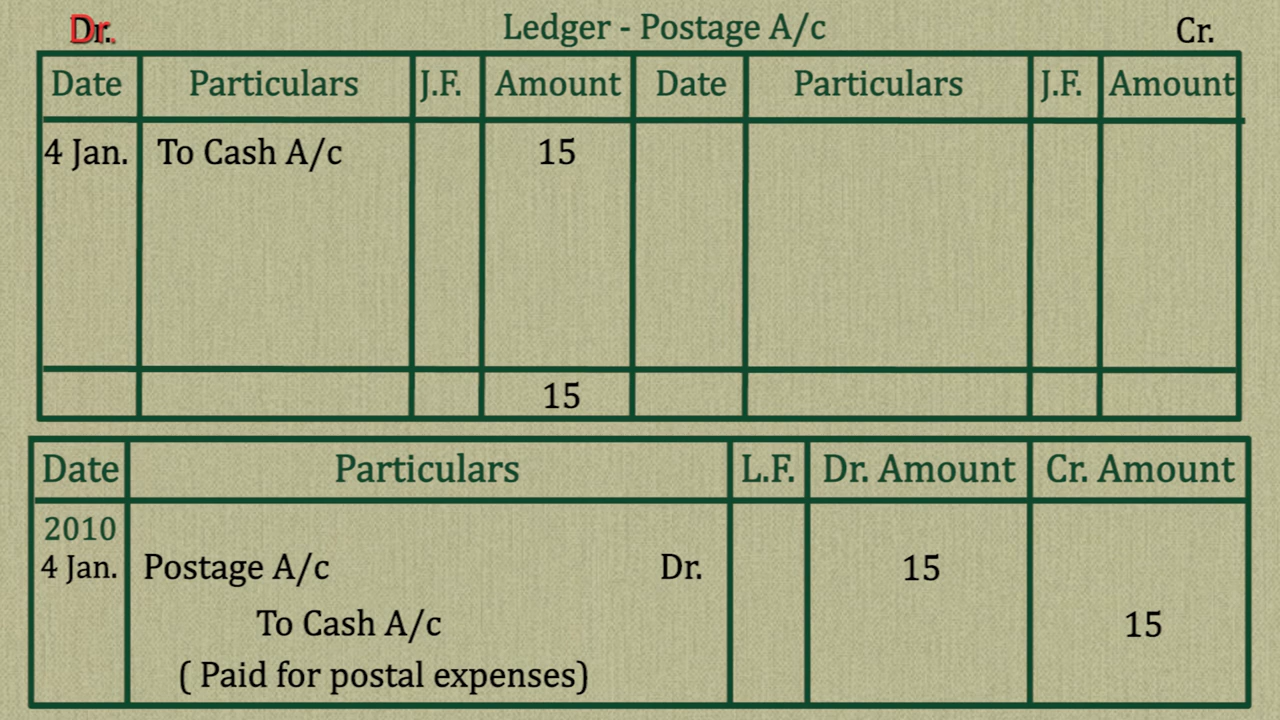 Dr. Ledger - Postage A/c Cr.
Date Particulars J.F. Amount Date Particulars J.F. Amount
4 Jan. To Cash A/c 15
15
Date Particulars L.F. Dr. Amount Cr. Amount
2010
4 Jan. Postage A/c Dr. 15
To Cash A/c 15
( Paid for postal expenses)